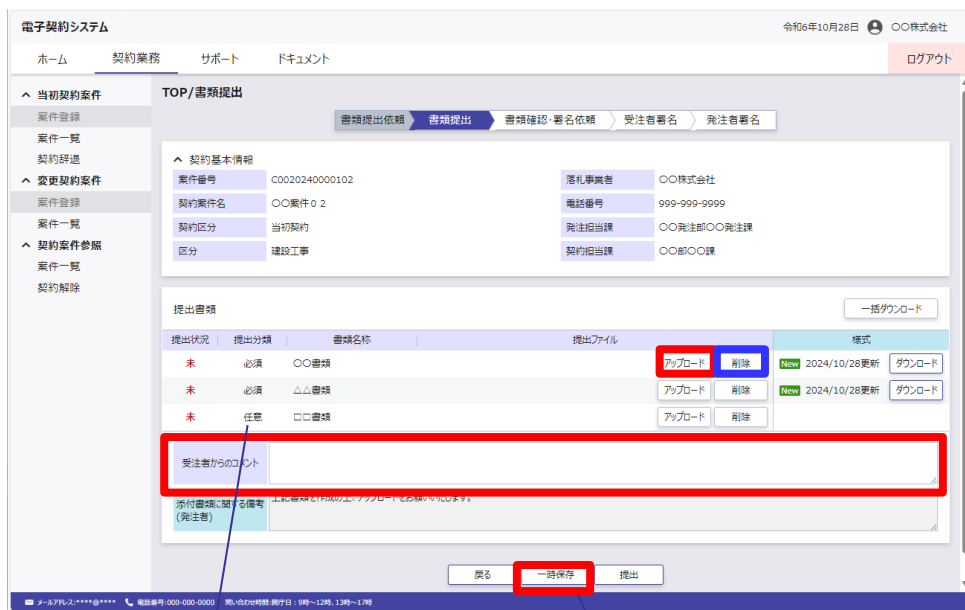 電子契約システム
令和6年10月28日 〇〇株式会社
ホーム 契約業務 サポート ドキュメント ログアウト
当初契約案件
案件登録
案件一覧
契約辞退
変更契約案件
案件登録
案件一覧
契約案件参照
案件一覧
契約解除
TOP/書類提出
書類提出依頼 書類提出 書類確認・署名依頼 受注者署名 発注者署名
契約基本情報
案件番号 C0020240000102 落札事業者 〇〇株式会社
契約案件名 〇〇案件02 電話番号 999-999-9999
契約区分 当初契約 発注担当課 〇〇発注部〇〇発注課
区分 建設工事 契約担当課 〇〇部〇〇課
提出書類 一括ダウンロード
提出状況 提出分類 書類名称 提出ファイル 様式
未 必須 〇〇書類 アップロード 削除 New 2024/10/28更新 ダウンロード
未 必須 △△書類 アップロード 削除 New 2024/10/28更新 ダウンロード
未 任意 □□書類 アップロード 削除
受注者からのコメント
添付書類に関する備考
(発注者)
上記書類を作成の上、アップロードをお願いいたします。
戻る 一時保存 提出
メールアドレス:****@**** 電話番号:000-000-0000 問い合わせ時間:開庁日:9時～12時、13時～17時